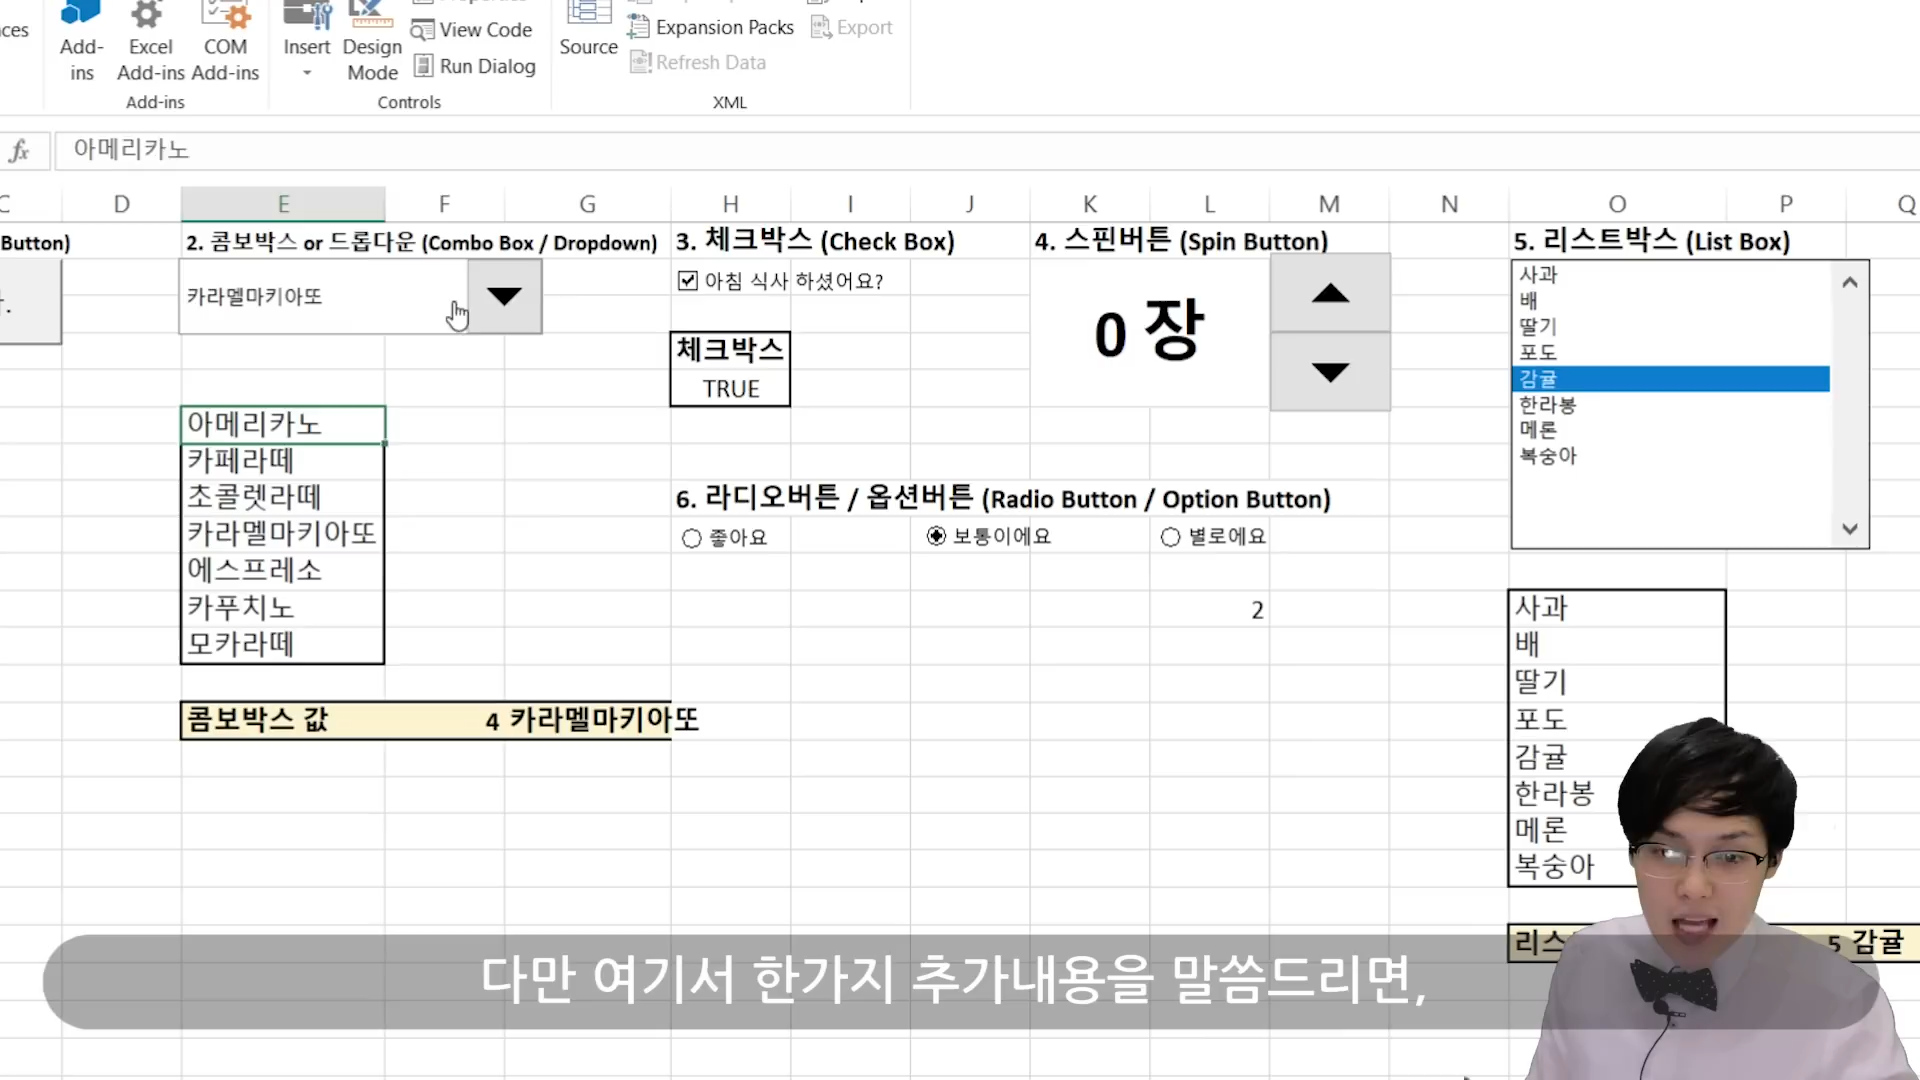 Add-
ins
Excel
Add-ins
COM
Add-ins
Insert
Design
Mode
View Code
Run Dialog
Source
Expansion Packs
Export
Refresh Data
Add-ins
Controls
XML
fx
아메리카노
C D E F G H I J K L M N O P Q
Button)
2. 콤보박스 or 드롭다운 (Combo Box / Dropdown)
3. 체크박스 (Check Box)
4. 스핀버튼 (Spin Button)
5. 리스트박스 (List Box)
카라멜마키아또
아침 식사 하셨어요?
체크박스
TRUE
0 장
사과
배
딸기
포도
감귤
한라봉
메론
복숭아
아메리카노
카페라떼
초콜렛라떼
카라멜마키아또
에스프레소
카푸치노
모카라떼
6. 라디오버튼 / 옵션버튼 (Radio Button / Option Button)
좋아요
보통이에요
별로에요
2
콤보박스 값 4 카라멜마키아또
사과
배
딸기
포도
감귤
한라봉
메론
복숭아
5 감귤
다만 여기서 한가지 추가내용을 말씀드리면,